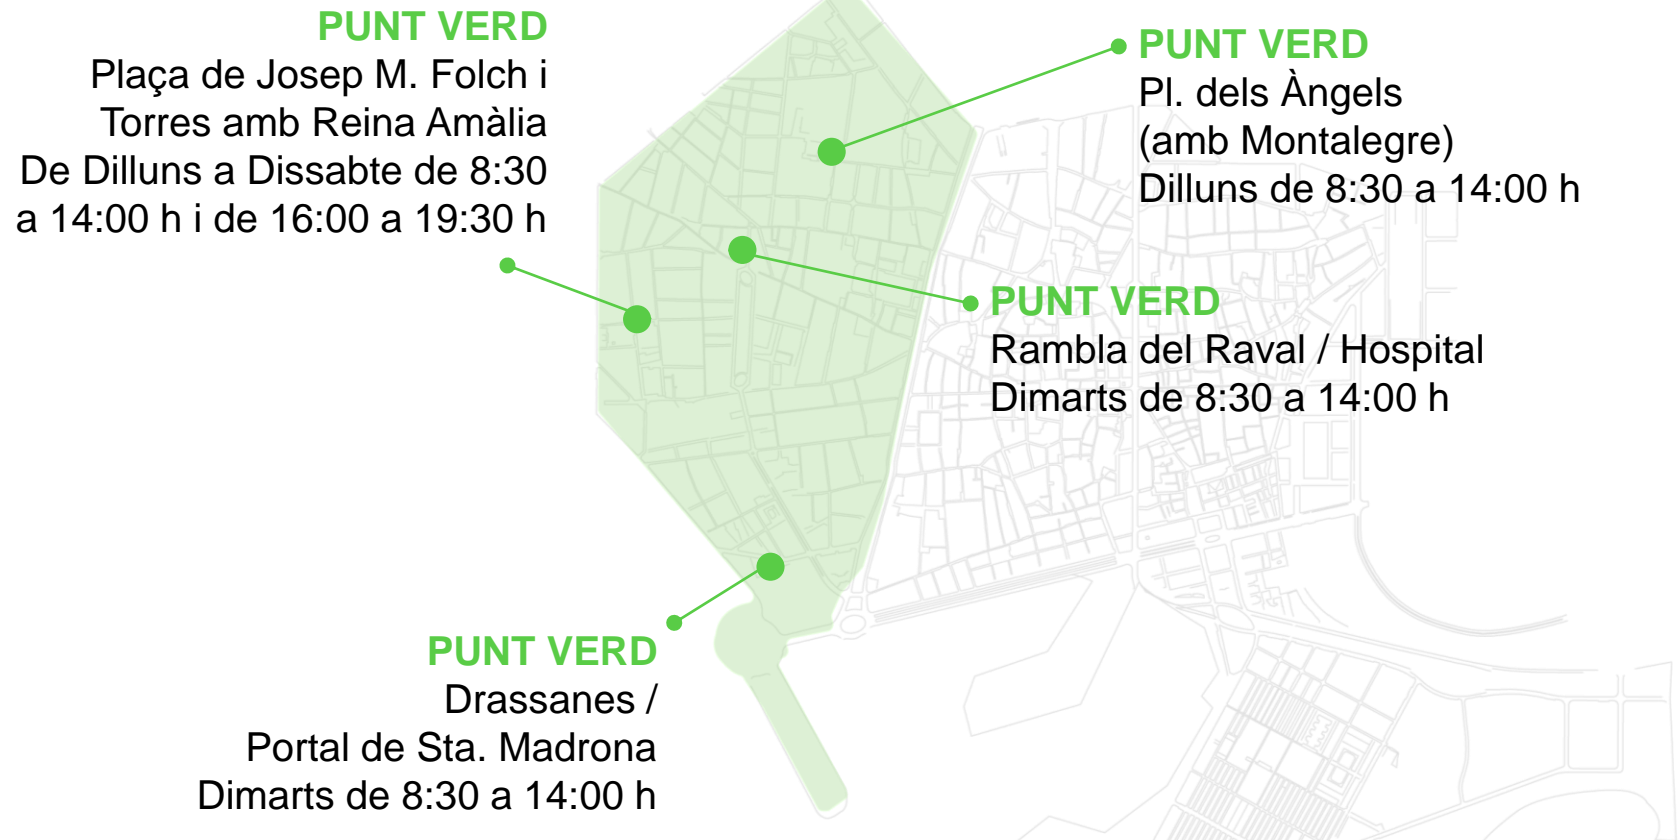 PUNT VERD
Plaça de Josep M. Folch i
Torres amb Reina Amàlia
De Dilluns a Dissabte de 8:30
a 14:00 h i de 16:00 a 19:30 h
PUNT VERD
Pl. dels Àngels
(amb Montalegre)
Dilluns de 8:30 a 14:00 h
PUNT VERD
Rambla del Raval / Hospital
Dimarts de 8:30 a 14:00 h
PUNT VERD
Drassanes /
Portal de Sta. Madrona
Dimarts de 8:30 a 14:00 h